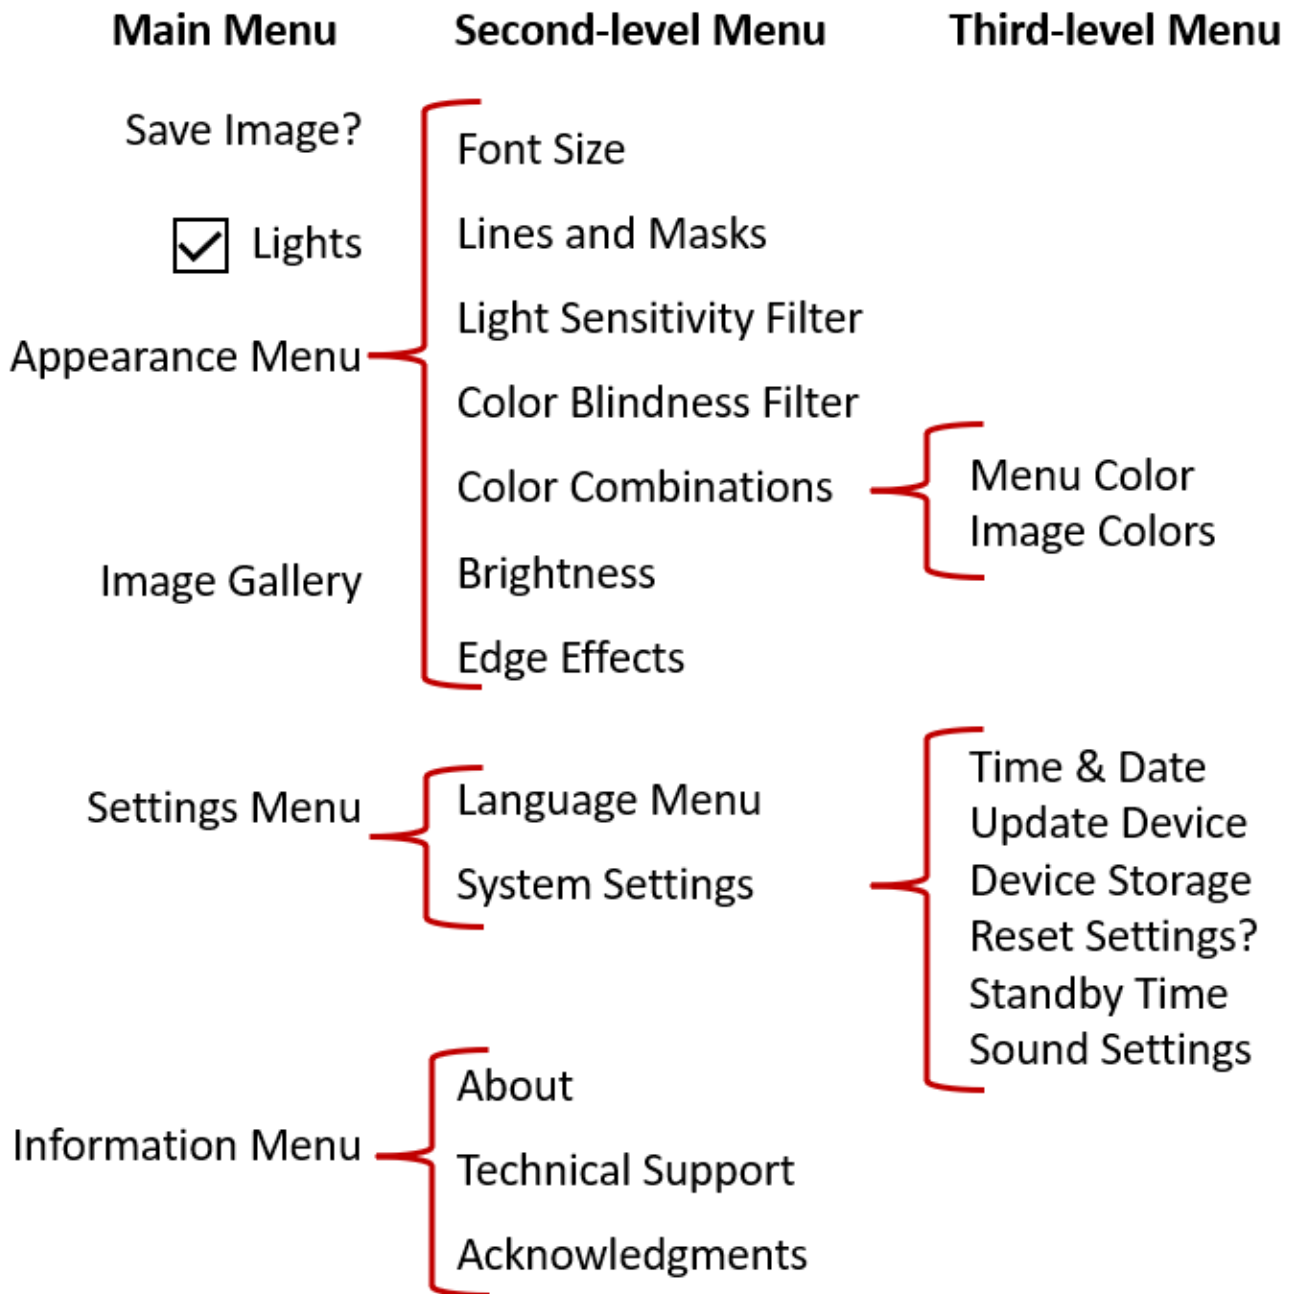 Main Menu
Second-level Menu
Third-level Menu
Save Image?
Lights
Appearance Menu
Font Size
Lines and Masks
Light Sensitivity Filter
Color Blindness Filter
Color Combinations
Menu Color
Image Colors
Brightness
Edge Effects
Image Gallery
Settings Menu
Language Menu
System Settings
Time & Date
Update Device
Device Storage
Reset Settings?
Standby Time
Sound Settings
Information Menu
About
Technical Support
Acknowledgments